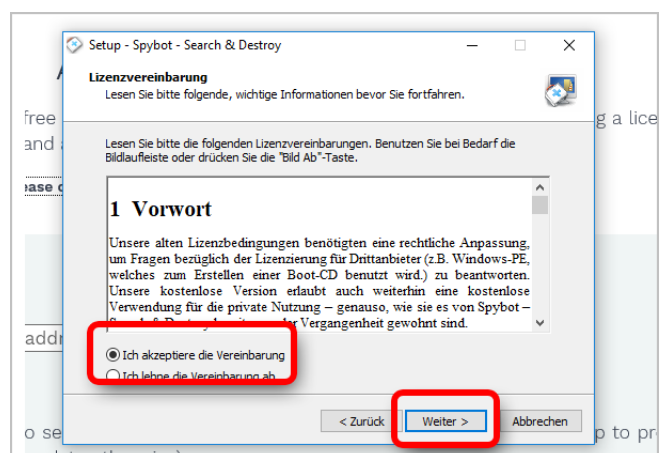 Setup - Spybot - Search & Destroy
Lizenzvereinbarung
Lesen Sie bitte folgende, wichtige Informationen bevor Sie fortfahren.
free
g a lice
and
Lesen Sie bitte die folgenden Lizenzvereinbarungen. Benutzen Sie bei Bedarf die
Bildlaufleiste oder drücken Sie die "Bild Ab"-Taste.
ease
1 Vorwort
Unsere alten Lizenzbedingungen benötigten eine rechtliche Anpassung,
um Fragen bezüglich der Lizenzierung für Drittanbieter (z.B. Windows-PE,
welches zum Erstellen einer Boot-CD benutzt wird.) zu beantworten.
Unsere kostenlose Version erlaubt auch weiterhin eine kostenlose
Verwendung für die private Nutzung – genauso, wie sie es von Spybot –
Vergangenheit gewohnt sind.
addr
Ich akzeptiere die Vereinbarung
Ich lehne die Vereinbarung ab
< Zurück Weiter > Abbrechen
o se
p to pr